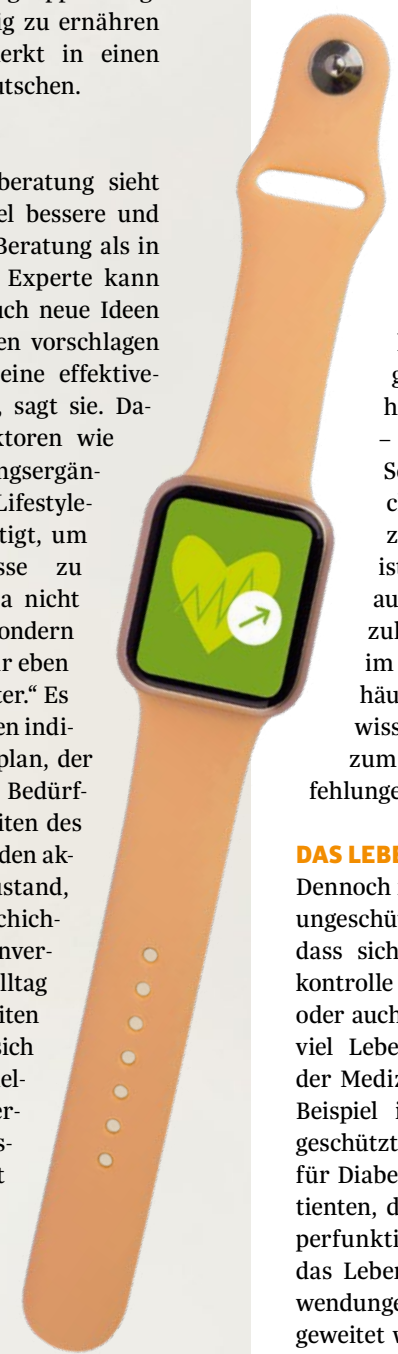 ig zu ernähren
erkt in einen
utschen.
beratung sieht
el bessere und
Beratung als in
Experte kann
uch neue Ideen
en vorschlagen
eine effektive-
, sagt sie. Da-
ktoren wie
ngsergän-
Lifestyle-
tigt, um
sse zu
a nicht
ondern
r eben
ter.“ Es
en indi-
plan, der
Bedürf-
iten des
den ak-
ustand,
chich-
nver-
lltag
iten
sich
el-
er-
s-
t
g
h
–
c
z
ist
au
zul
im
häu
wiss
zum
fehlunge
DAS LEBE
Dennoch
ungeschü
dass sich
kontrolle
oder auch
viel Lebe
der Mediz
Beispiel i
geschützt
für Diabe
tienten, d
perfunkti
das Leber
wendunge
geweitet v